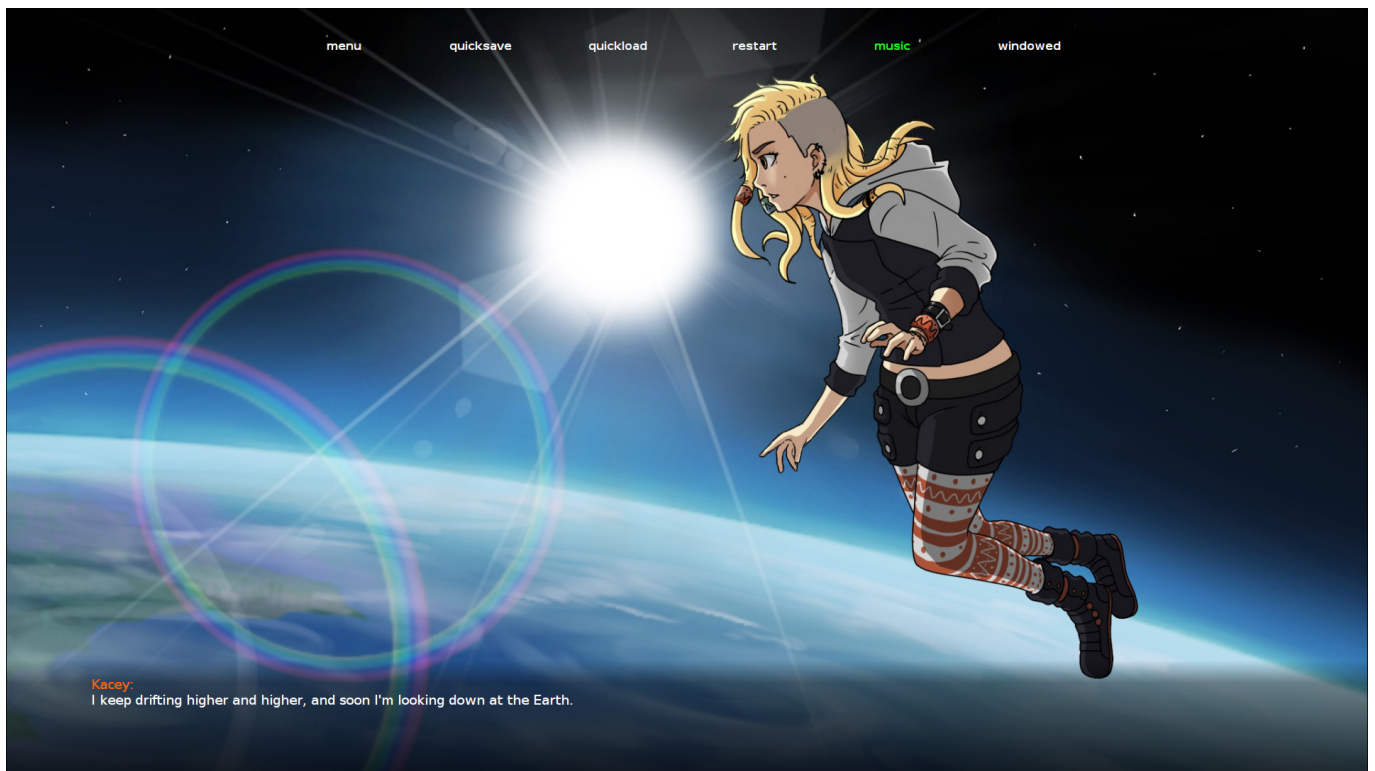 menu quicksave quickload restart music windowed
Kacey:
I keep drifting higher and higher, and soon I'm looking down at the Earth.